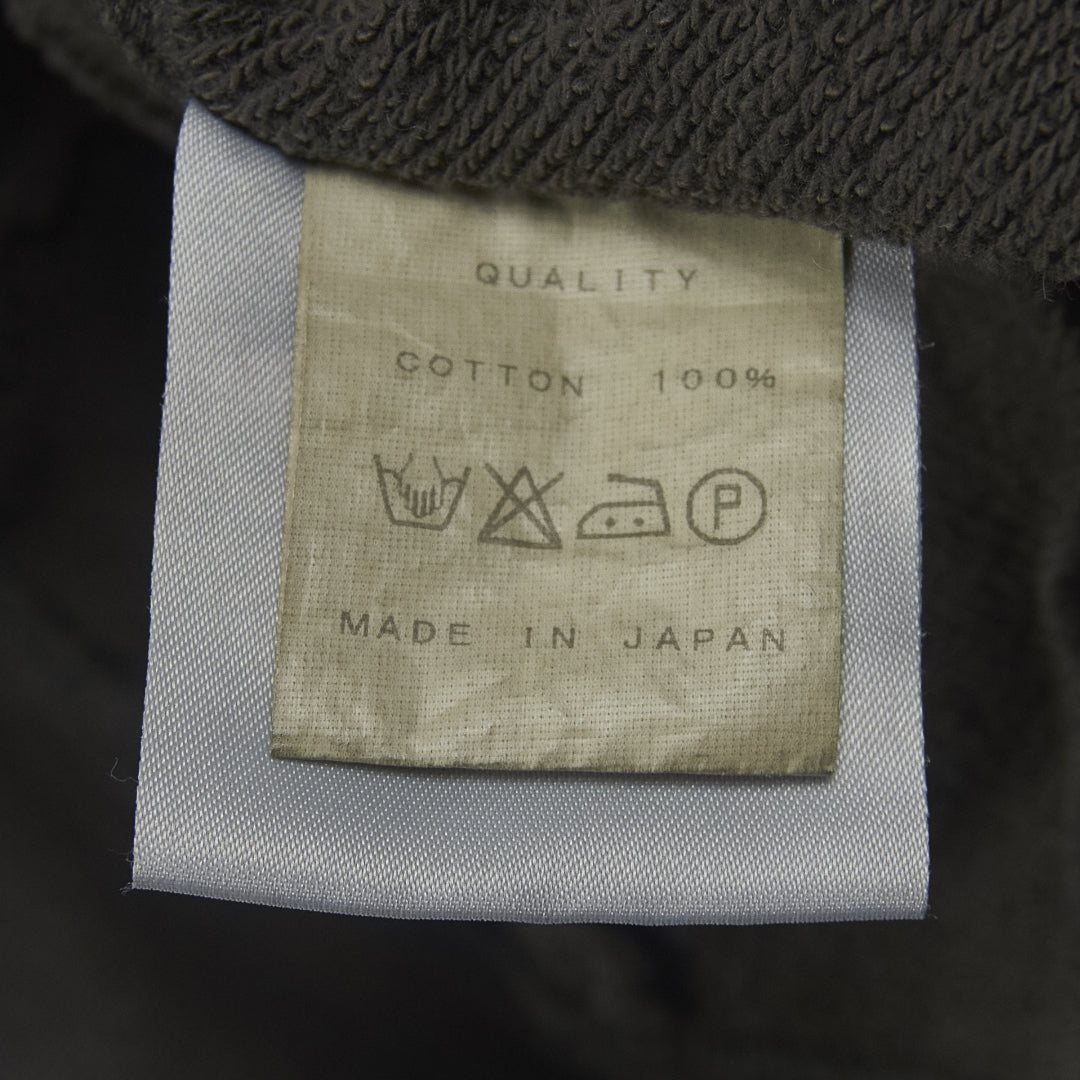 QUALITY
COTTON 100%
P
MADE IN JAPAN